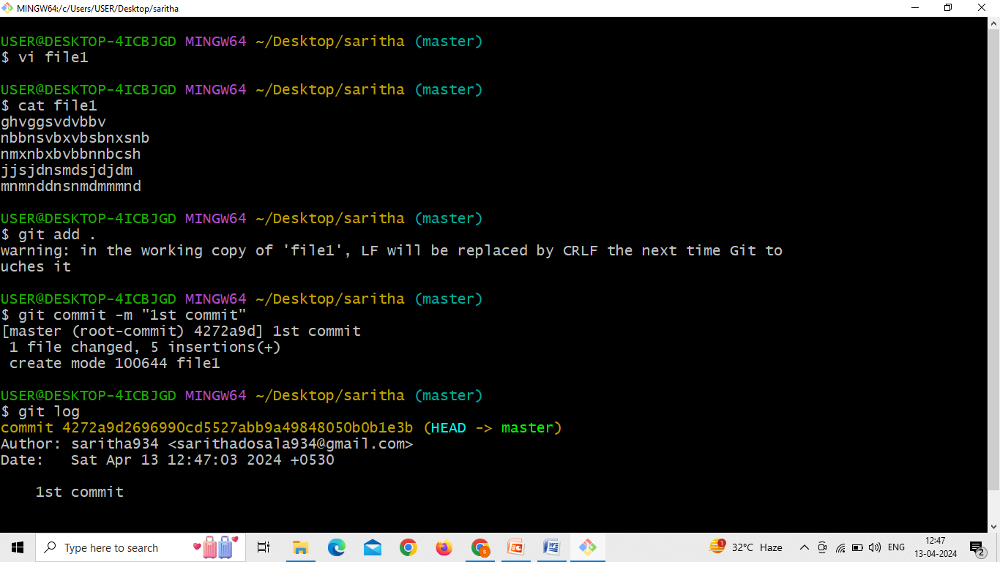 MINGW64:/c/Users/USER/Desktop/saritha
USER@DESKTOP-4ICBJGD MINGW64 ~/Desktop/saritha (master)
$ vi file1
USER@DESKTOP-4ICBJGD MINGW64 ~/Desktop/saritha (master)
$ cat file1
ghvggsvdvbbv
nbbnsvbxvbsbnxsnb
nmxnbxbvbbnnbcsh
jjsjdnsmdsjdjdm
mnmnddnsnmdmmmnd
USER@DESKTOP-4ICBJGD MINGW64 ~/Desktop/saritha (master)
$ git add .
warning: in the working copy of 'file1', LF will be replaced by CRLF the next time Git to
uches it
USER@DESKTOP-4ICBJGD MINGW64 ~/Desktop/saritha (master)
$ git commit -m "1st commit"
[master (root-commit) 4272a9d] 1st commit
 1 file changed, 5 insertions(+)
 create mode 100644 file1
USER@DESKTOP-4ICBJGD MINGW64 ~/Desktop/saritha (master)
$ git log
commit 4272a9d2696990cd5527abb9a49848050b0b1e3b (HEAD -> master)
Author: saritha934 <sarithadosala934@gmail.com>
Date:   Sat Apr 13 12:47:03 2024 +0530
    1st commit
Type here to search
1
32°C Haze
ENG
12:47
13-04-2024
2